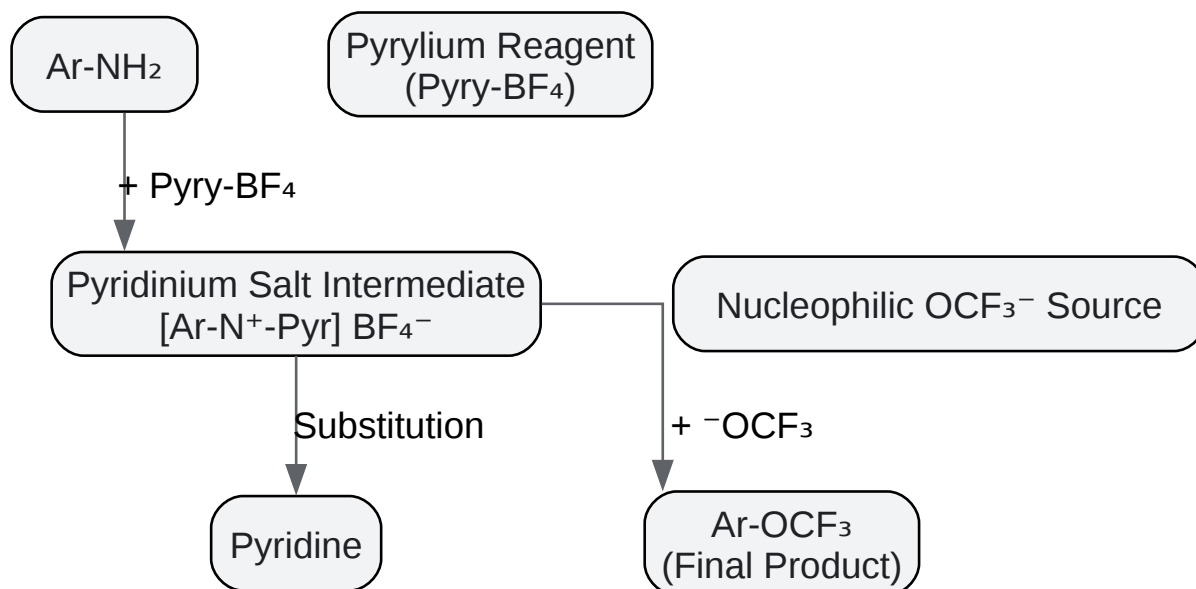 Ar-NH₂
Pyrylium Reagent
(Pyry-BF₄)
+ Pyry-BF₄
Pyridinium Salt Intermediate
[Ar-N⁺-Pyr] BF₄⁻
Nucleophilic OCF₃⁻ Source
Substitution
+ ⁻OCF₃
Pyridine
Ar-OCF₃
(Final Product)